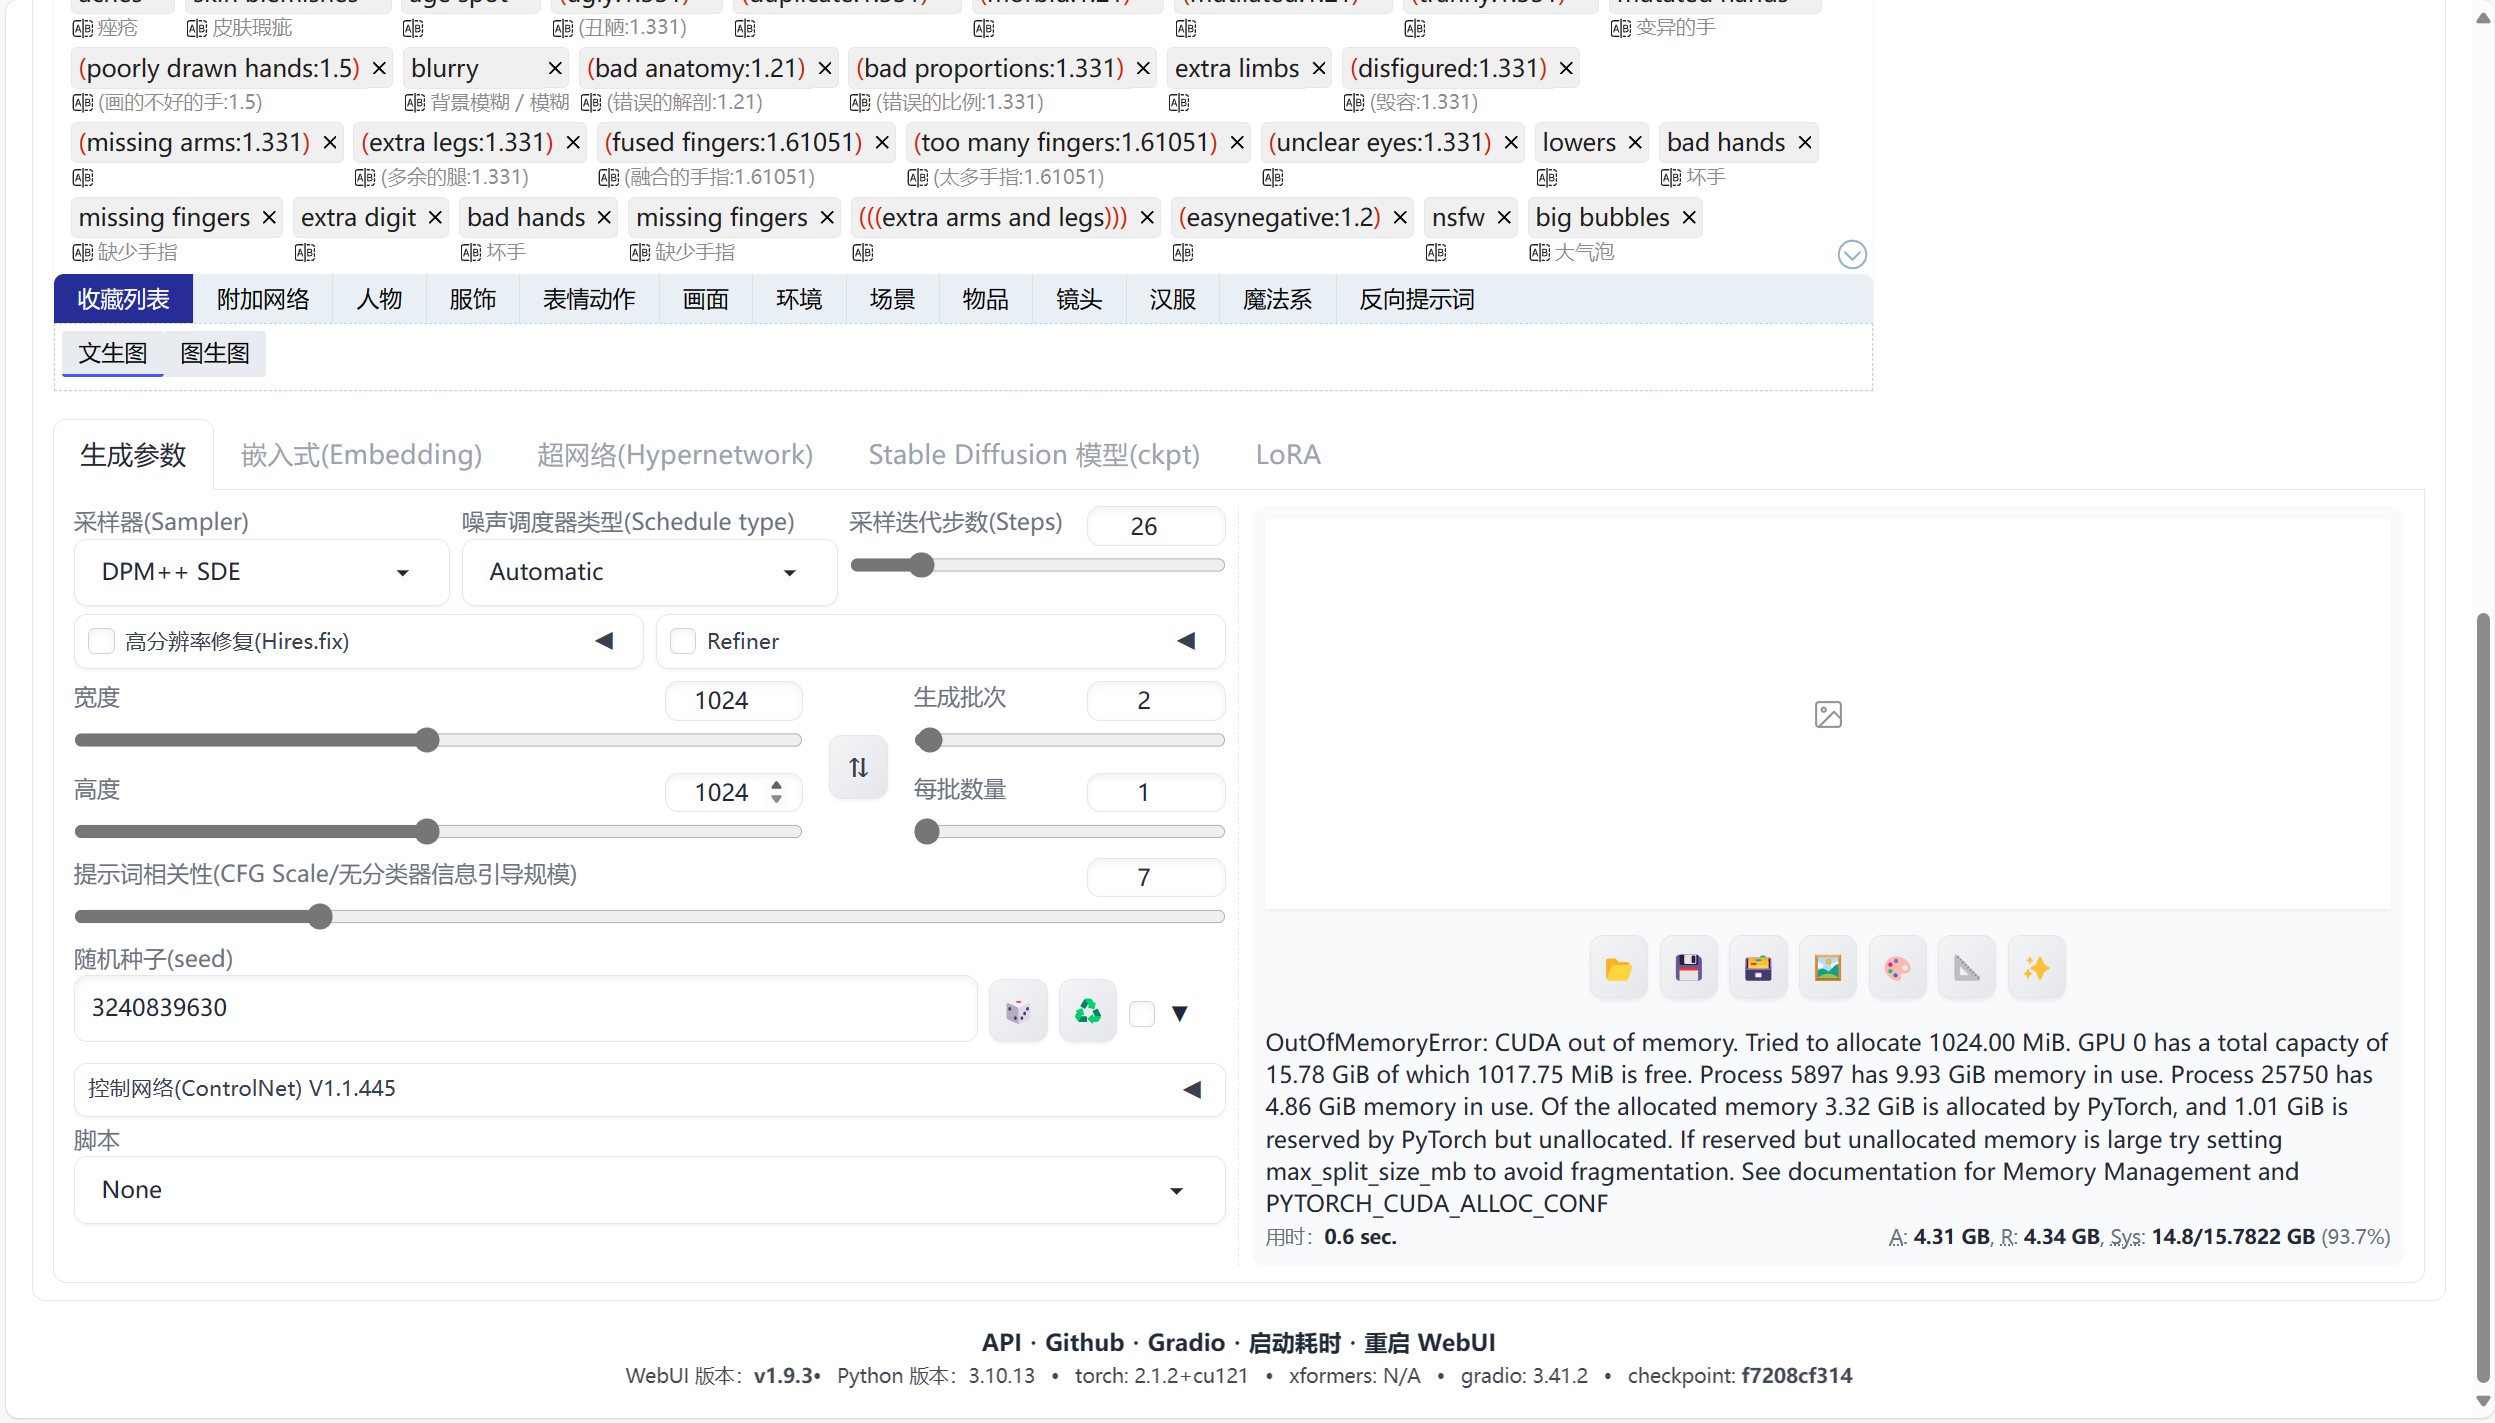 痤疮 皮肤瑕疵 (丑陋:1.331) 变异的手
(poorly drawn hands:1.5) × blurry × (bad anatomy:1.21) × (bad proportions:1.331) × extra limbs × (disfigured:1.331) ×
(画的不好的手:1.5) 背景模糊 / 模糊 (错误的解剖:1.21) (错误的比例:1.331) (毁容:1.331)
(missing arms:1.331) × (extra legs:1.331) × (fused fingers:1.61051) × (too many fingers:1.61051) × (unclear eyes:1.331) × lowers × bad hands ×
(多余的腿:1.331) (融合的手指:1.61051) (太多手指:1.61051) 坏手
missing fingers × extra digit × bad hands × missing fingers × (((extra arms and legs))) × (easynegative:1.2) × nsfw × big bubbles ×
缺少手指 坏手 缺少手指 大气泡
收藏列表 附加网络 人物 服饰 表情动作 画面 环境 场景 物品 镜头 汉服 魔法系 反向提示词
文生图 图生图
生成参数 嵌入式(Embedding) 超网络(Hypernetwork) Stable Diffusion 模型(ckpt) LoRA
采样器(Sampler) 噪声调度器类型(Schedule type) 采样迭代步数(Steps) 26
DPM++ SDE Automatic
高分辨率修复(Hires.fix) Refiner
宽度 1024 生成批次 2
高度 1024 每批数量 1
提示词相关性(CFG Scale/无分类器信息引导规模) 7
随机种子(seed)
3240839630
控制网络(ControlNet) V1.1.445
脚本
None
OutOfMemoryError: CUDA out of memory. Tried to allocate 1024.00 MiB. GPU 0 has a total capacty of
15.78 GiB of which 1017.75 MiB is free. Process 5897 has 9.93 GiB memory in use. Process 25750 has
4.86 GiB memory in use. Of the allocated memory 3.32 GiB is allocated by PyTorch, and 1.01 GiB is
reserved by PyTorch but unallocated. If reserved but unallocated memory is large try setting
max_split_size_mb to avoid fragmentation. See documentation for Memory Management and
PYTORCH_CUDA_ALLOC_CONF
用时: 0.6 sec. A: 4.31 GB, R: 4.34 GB, Sys: 14.8/15.7822 GB (93.7%)
API · Github · Gradio · 启动耗时 · 重启 WebUI
WebUI 版本: v1.9.3• Python 版本: 3.10.13 • torch: 2.1.2+cu121 • xformers: N/A • gradio: 3.41.2 • checkpoint: f7208cf314